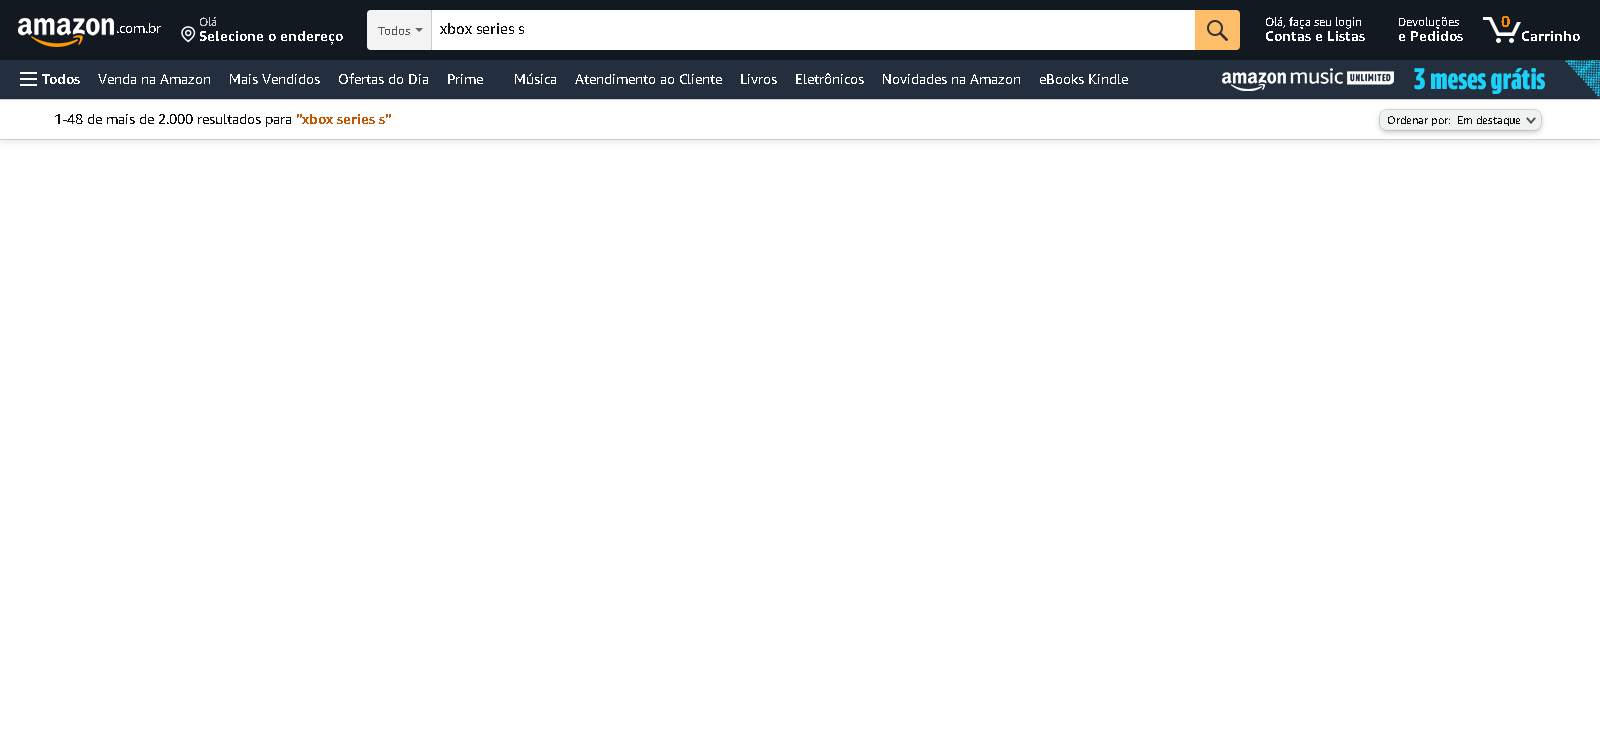 amazon.com.br
Olá
Selecione o endereço
Todos
xbox series s
Olá, faça seu login
Contas e Listas
Devoluções
e Pedidos
0
Carrinho
Todos Venda na Amazon Mais Vendidos Ofertas do Dia Prime Música Atendimento ao Cliente Livros Eletrônicos Novidades na Amazon eBooks Kindle
amazon music UNLIMITED 3 meses grátis
1-48 de mais de 2.000 resultados para "xbox series s"
Ordenar por: Em destaque